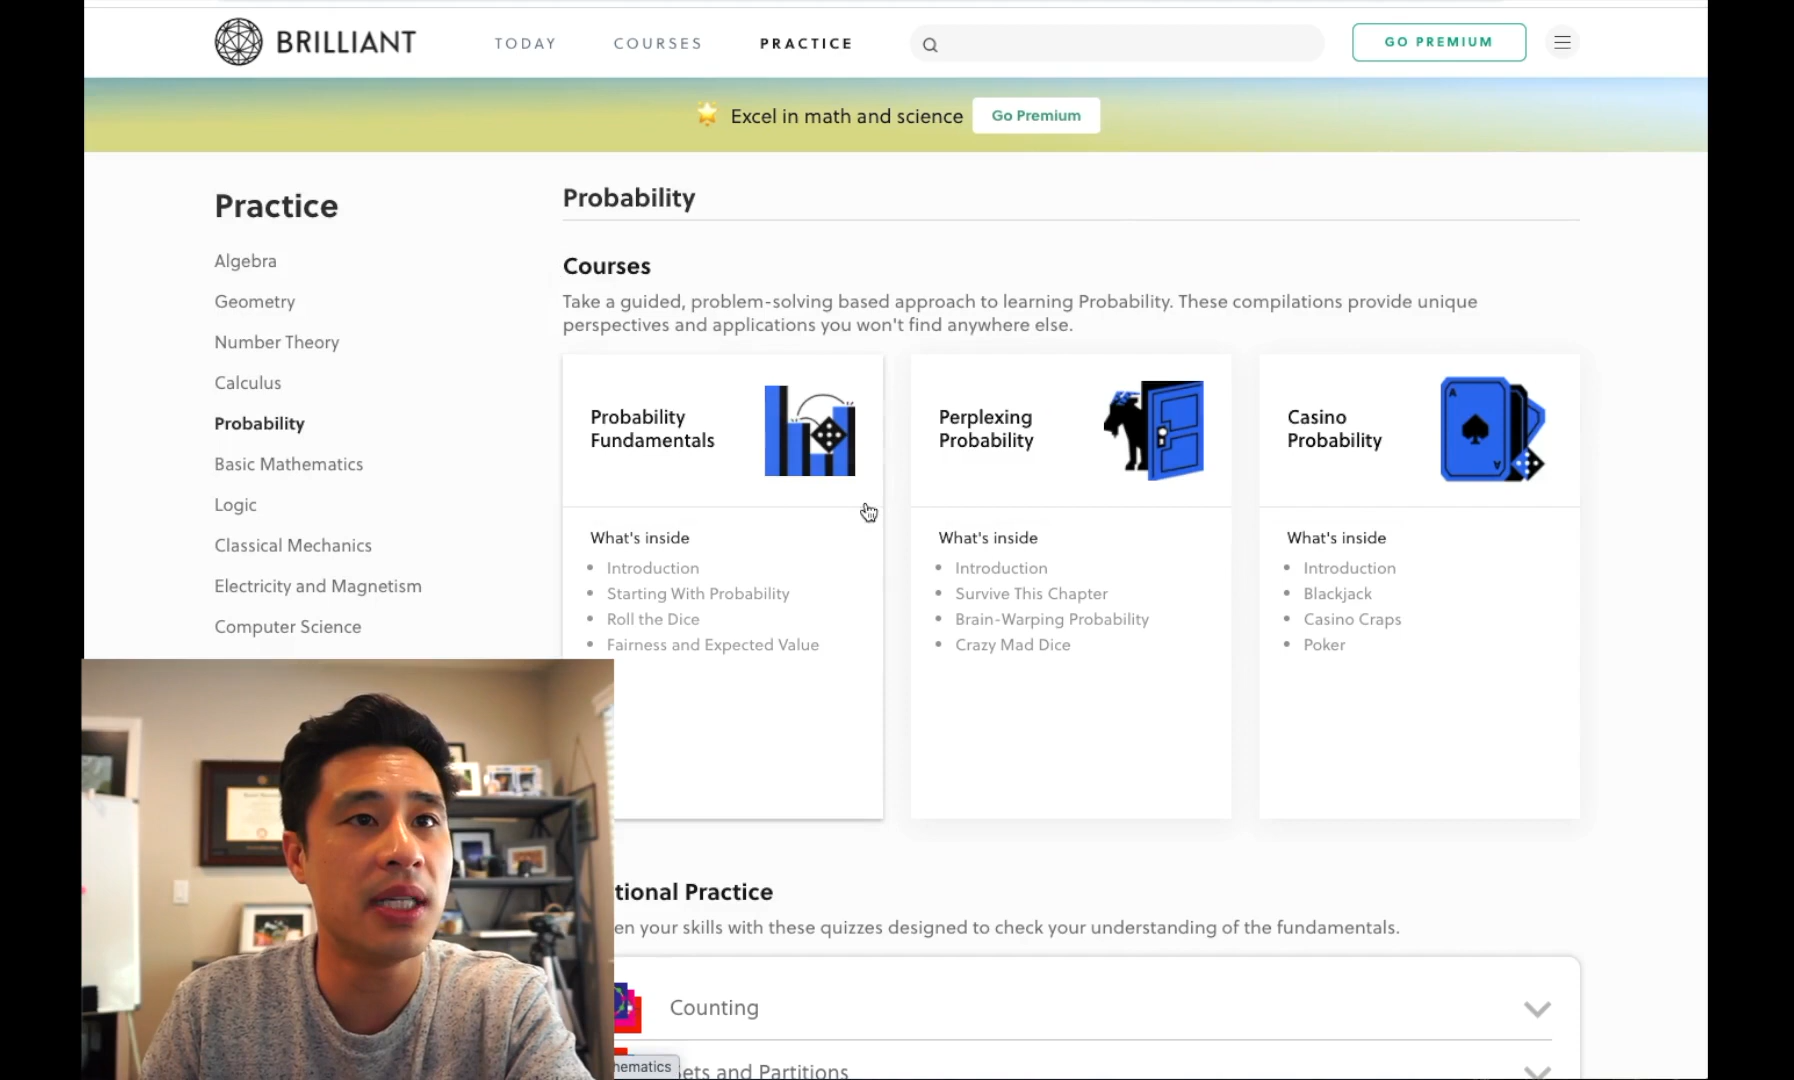 BRILLIANT
TODAY
COURSES
PRACTICE
GO PREMIUM
Excel in math and science
Go Premium
Practice
Algebra
Geometry
Number Theory
Calculus
Probability
Basic Mathematics
Logic
Classical Mechanics
Electricity and Magnetism
Computer Science
Probability
Courses
Take a guided, problem-solving based approach to learning Probability. These compilations provide unique
perspectives and applications you won't find anywhere else.
Probability
Fundamentals
What's inside
Introduction
Starting With Probability
Roll the Dice
Fairness and Expected Value
Perplexing
Probability
What's inside
Introduction
Survive This Chapter
Brain-Warping Probability
Crazy Mad Dice
Casino
Probability
A
A
What's inside
Introduction
Blackjack
Casino Craps
Poker
tional Practice
en your skills with these quizzes designed to check your understanding of the fundamentals.
Counting
hematics
ets and Partitions